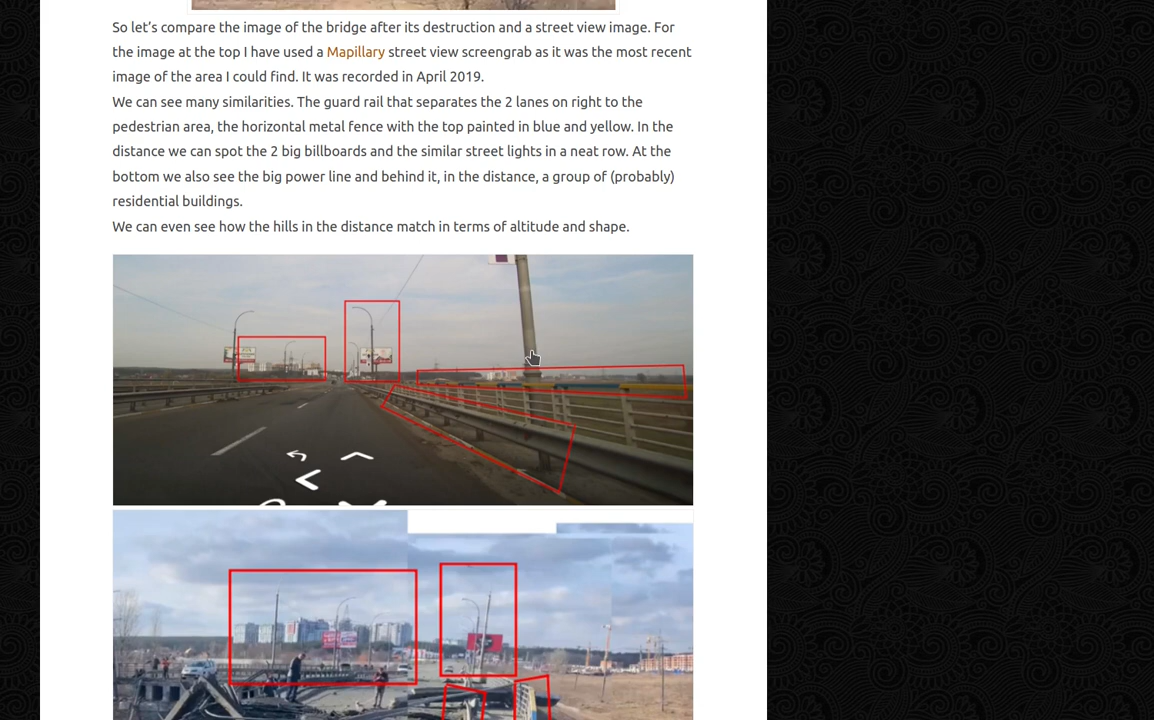 So let’s compare the image of the bridge after its destruction and a street view image. For
the image at the top I have used a Mapillary street view screengrab as it was the most recent
image of the area I could find. It was recorded in April 2019.
We can see many similarities. The guard rail that separates the 2 lanes on right to the
pedestrian area, the horizontal metal fence with the top painted in blue and yellow. In the
distance we can spot the 2 big billboards and the similar street lights in a neat row. At the
bottom we also see the big power line and behind it, in the distance, a group of (probably)
residential buildings.
We can even see how the hills in the distance match in terms of altitude and shape.